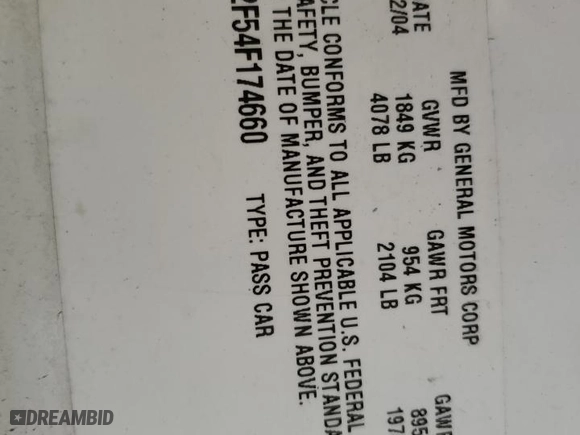 MFD BY GENERAL MOTORS CORP
ATE GVWR GAWR FRT GAWR
2/04 1849 KG 954 KG 895
4078 LB 2104 LB 197
CLE CONFORMS TO ALL APPLICABLE U.S. FEDERAL
AFETY, BUMPER, AND THEFT PREVENTION STANDA
THE DATE OF MANUFACTURE SHOWN ABOVE.
2F54F174660 TYPE: PASS CAR
DREAMBID